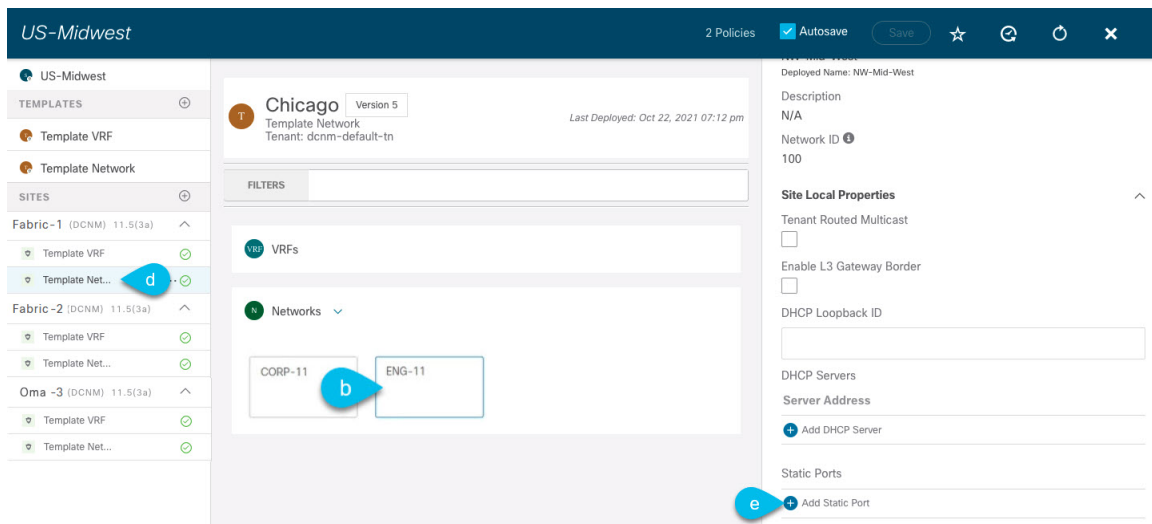 US-Midwest
2 Policies
Autosave
Save
US-Midwest
TEMPLATES
Template VRF
Template Network
SITES
Fabric-1 (DCNM) 11.5(3a)
Template VRF
Template Net...
d
Fabric-2 (DCNM) 11.5(3a)
Template VRF
Template Net...
Oma -3 (DCNM) 11.5(3a)
Template VRF
Template Net...
T
Chicago
Version 5
Template Network
Tenant: dcnm-default-tn
Last Deployed: Oct 22, 2021 07:12 pm
FILTERS
VRF VRFs
N Networks
CORP-11
b
ENG-11
NW-Mid-West
Deployed Name: NW-Mid-West
Description
N/A
Network ID
100
Site Local Properties
Tenant Routed Multicast
Enable L3 Gateway Border
DHCP Loopback ID
DHCP Servers
Server Address
Add DHCP Server
Static Ports
e
Add Static Port